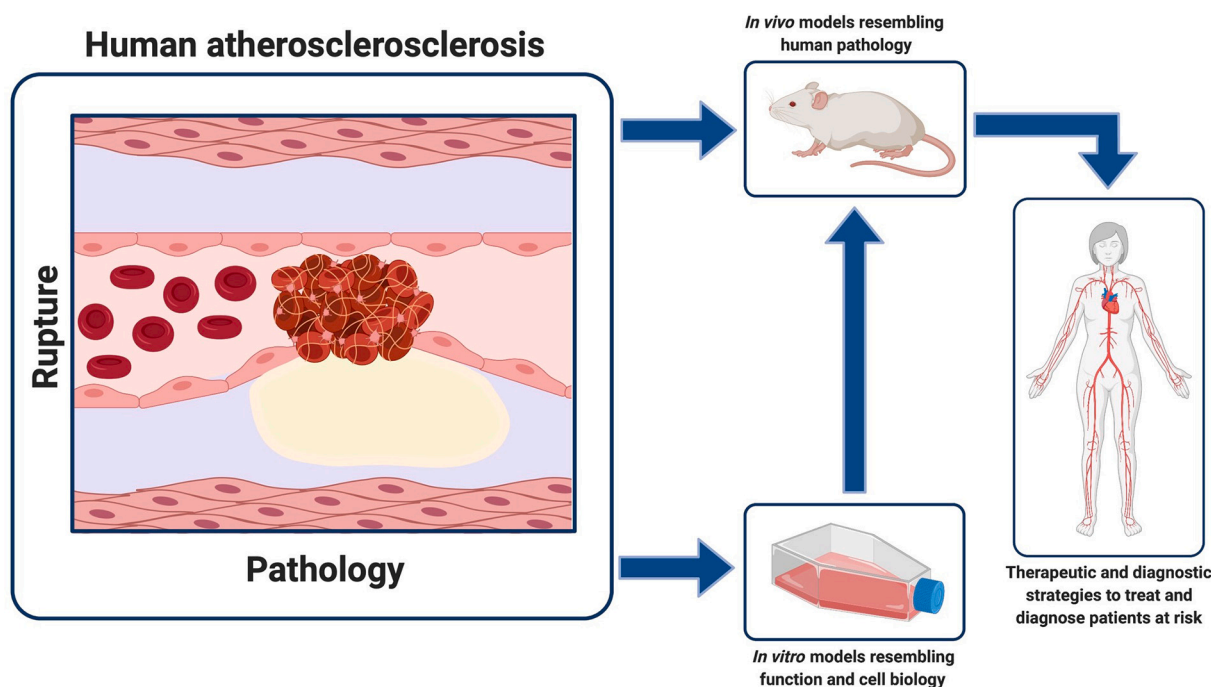 Human atherosclerosclerosis
Rupture
Pathology
In vivo models resembling
human pathology
In vitro models resembling
function and cell biology
Therapeutic and diagnostic
strategies to treat and
diagnose patients at risk